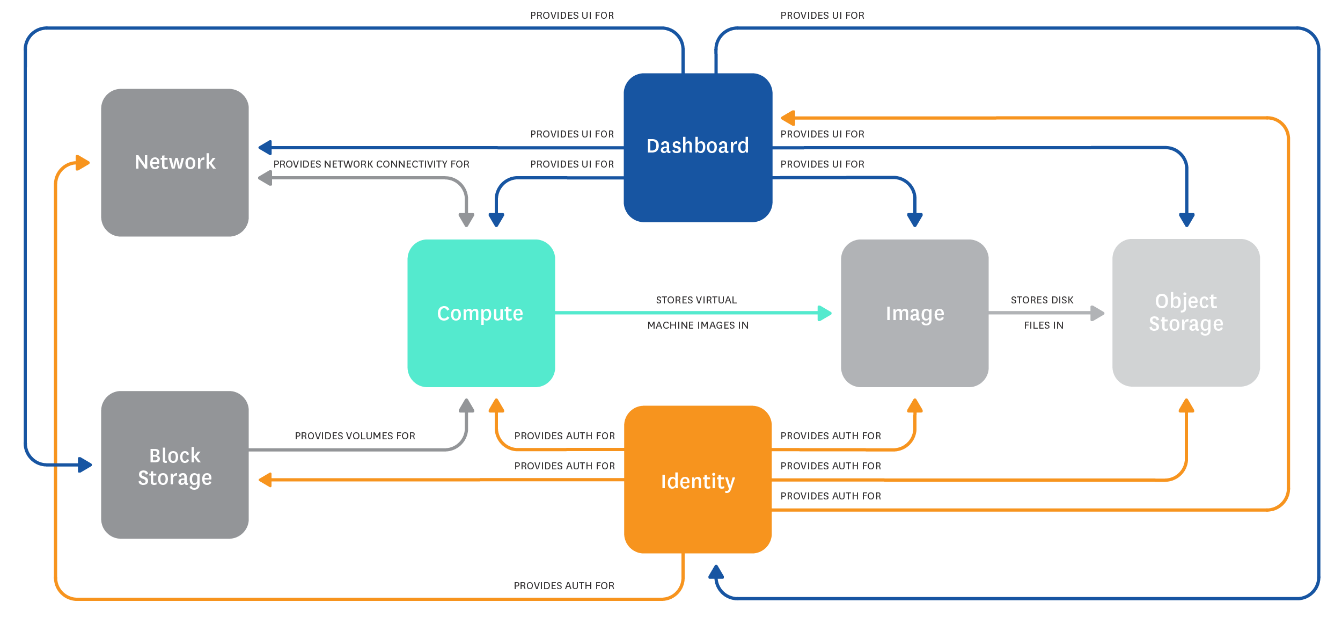 PROVIDES UI FOR
PROVIDES UI FOR
Network
PROVIDES UI FOR
Dashboard
PROVIDES UI FOR
PROVIDES NETWORK CONNECTIVITY FOR
PROVIDES UI FOR
PROVIDES UI FOR
Compute
STORES VIRTUAL
MACHINE IMAGES IN
Image
STORES DISK
FILES IN
Object
Storage
Block
Storage
PROVIDES VOLUMES FOR
PROVIDES AUTH FOR
PROVIDES AUTH FOR
Identity
PROVIDES AUTH FOR
PROVIDES AUTH FOR
PROVIDES AUTH FOR
PROVIDES AUTH FOR